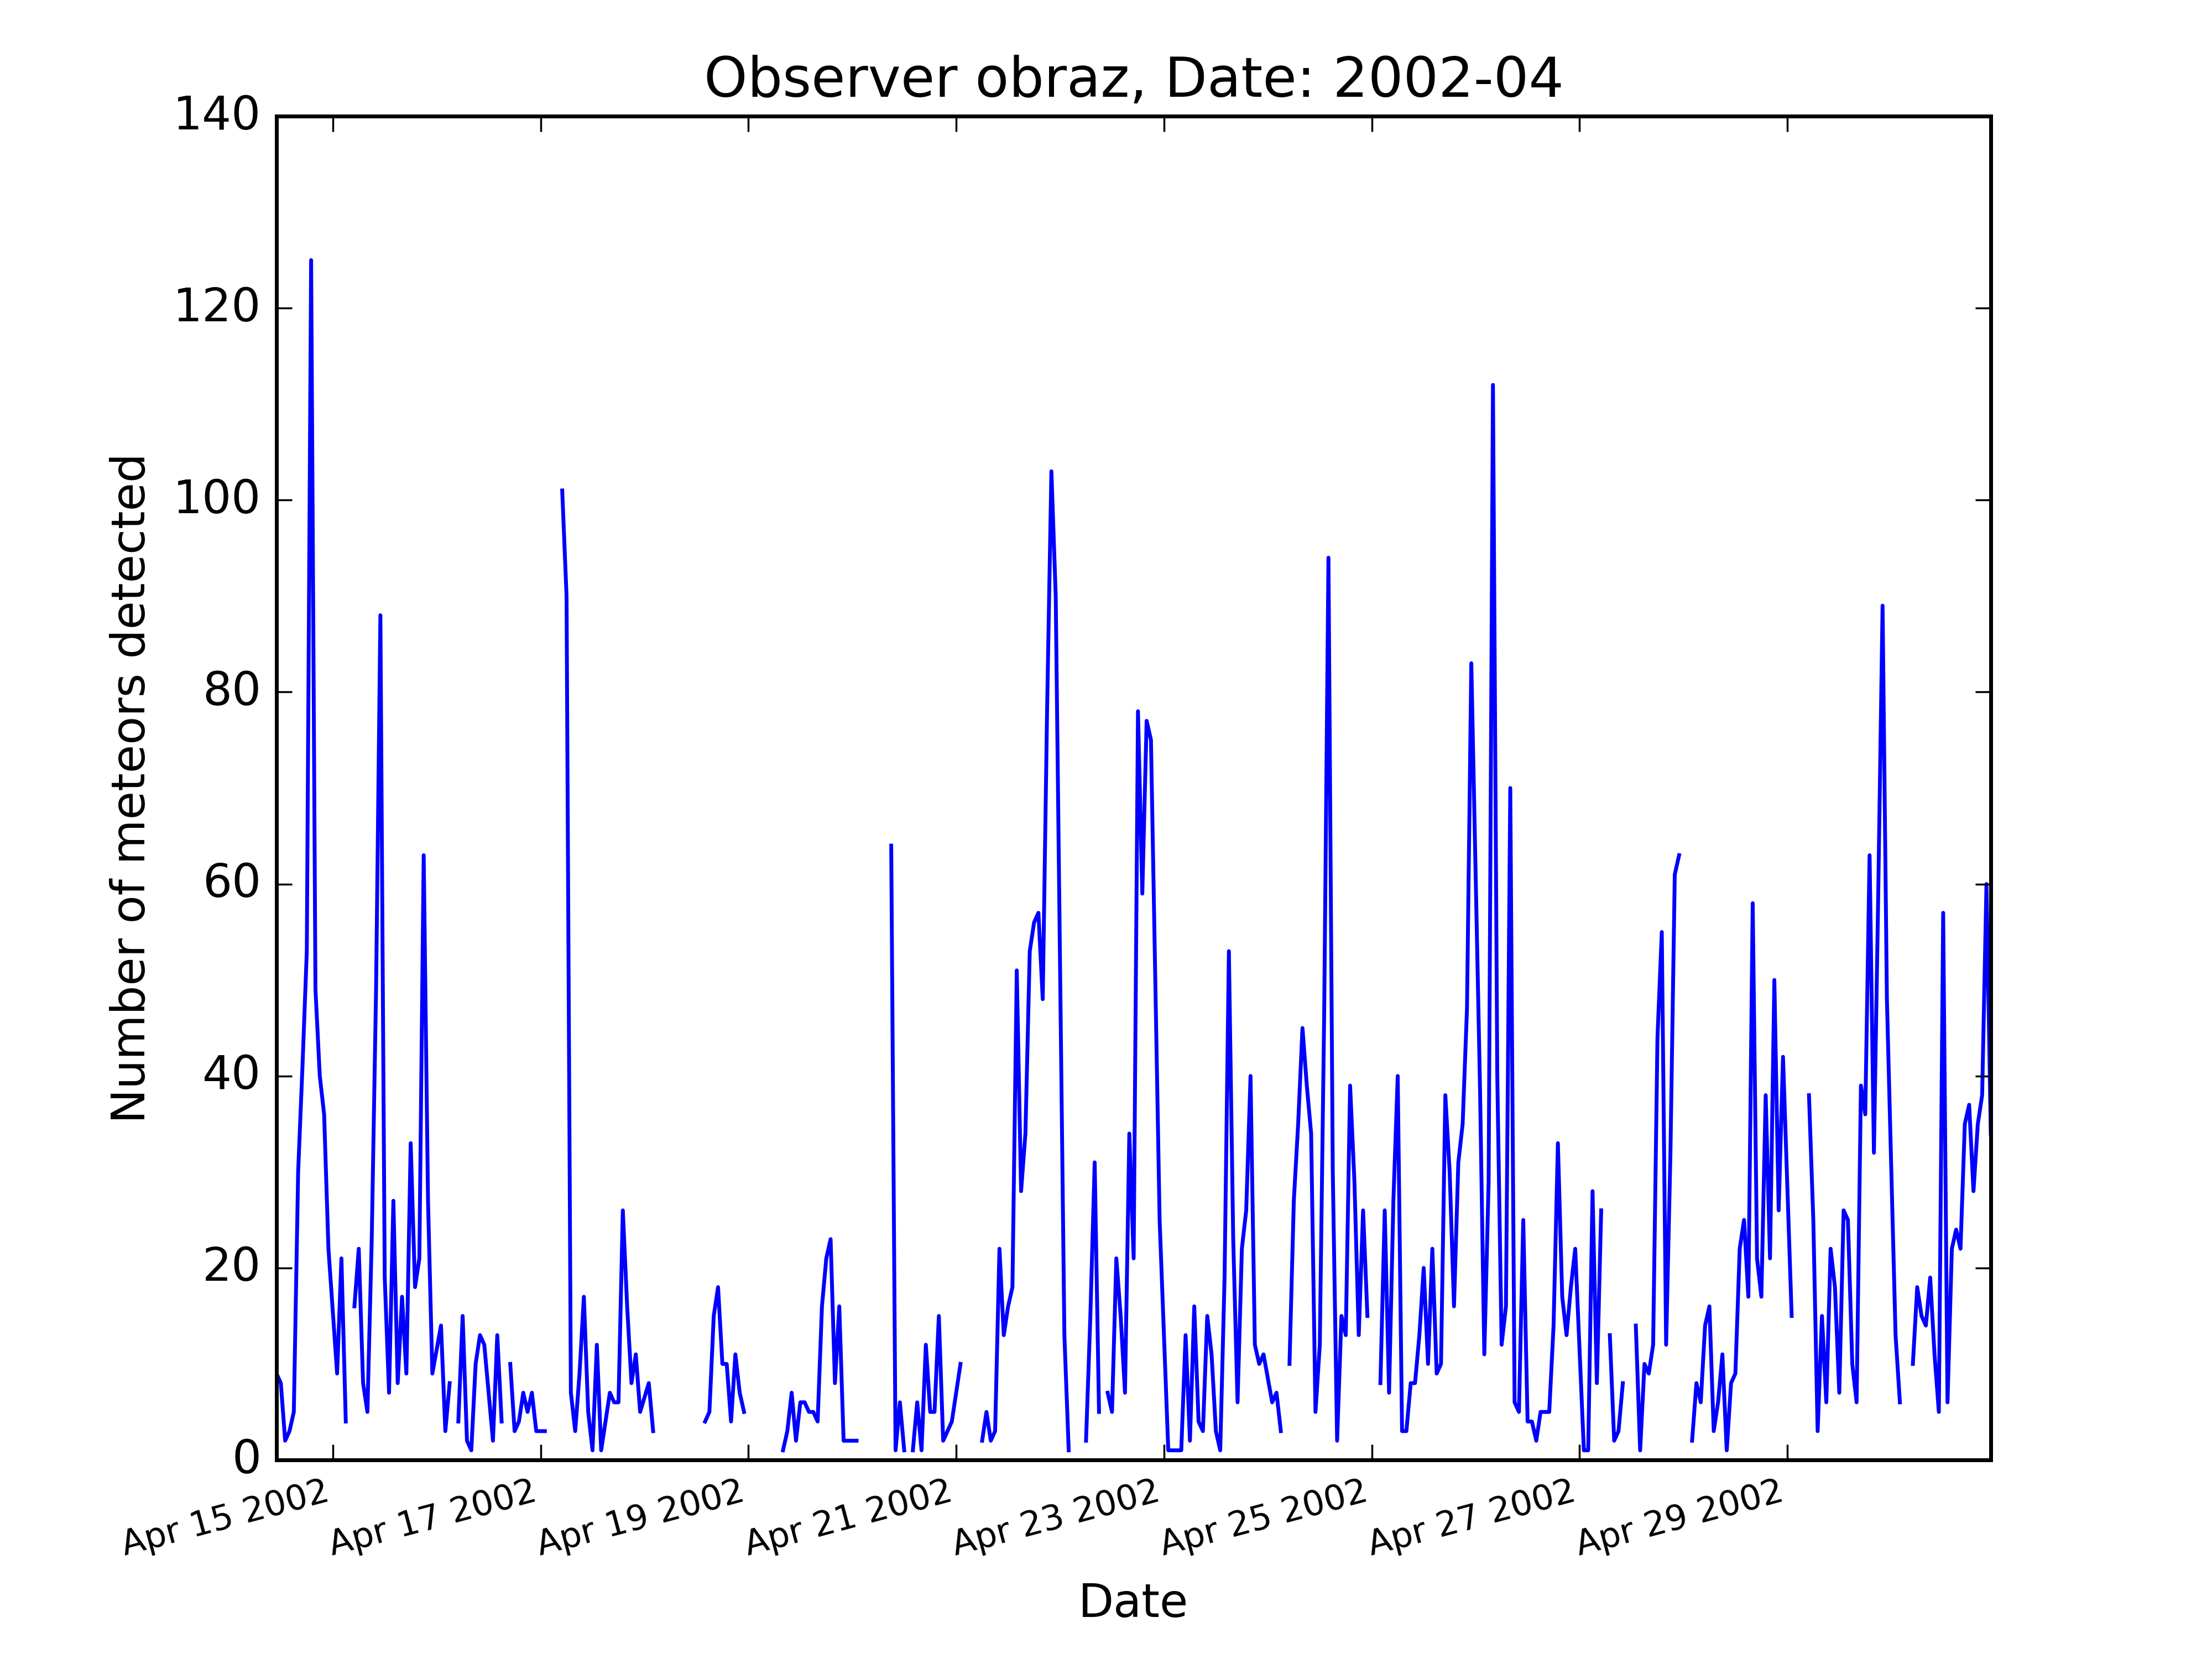 Observer obraz, Date: 2002-04
140
120
100
80
60
40
20
0
Number of meteors detected
Apr 15 2002
Apr 17 2002
Apr 19 2002
Apr 21 2002
Apr 23 2002
Apr 25 2002
Apr 27 2002
Apr 29 2002
Date